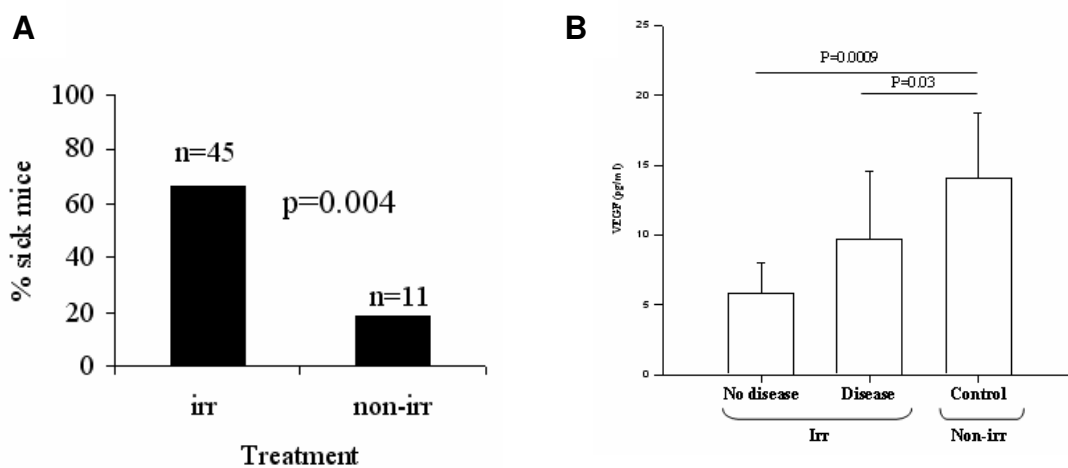 A
100
80
60
40
20
0
% sick mice
n=45
p=0.004
n=11
irr
non-irr
Treatment
B
25
20
15
10
5
0
VEGF (pg/ml)
P=0.0009
P=0.03
No disease
Disease
Control
Irr
Non-irr